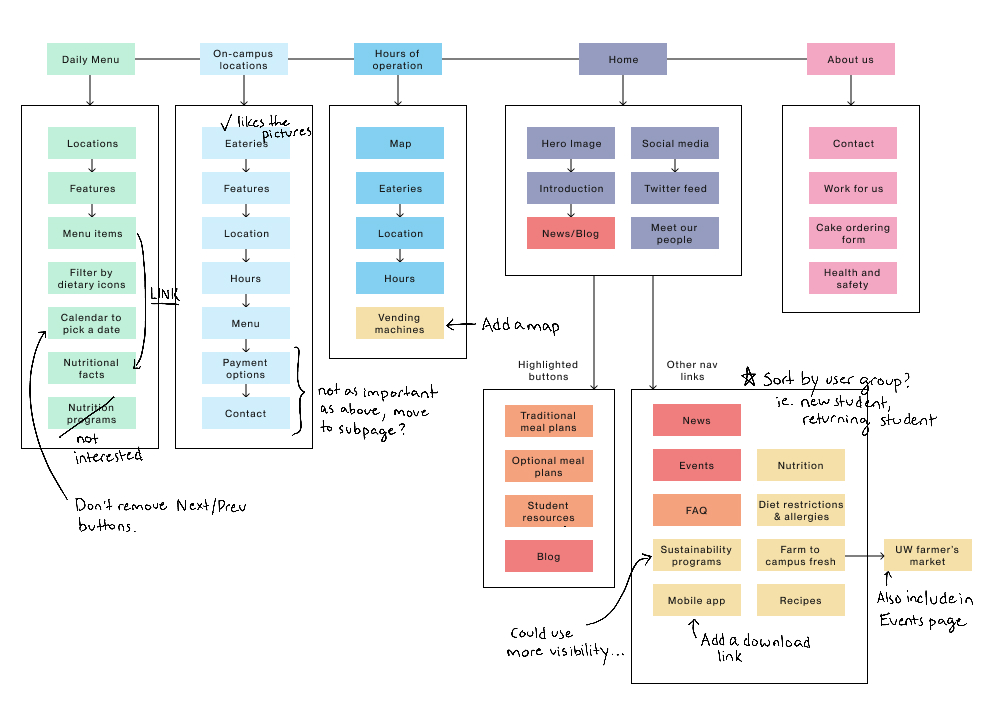 Daily Menu
On-campus
locations
Hours of
operation
Home
About us
Locations
Features
Menu items
Filter by
dietary icons
Calendar to
pick a date
Nutritional
facts
Nutrition
programs
not
interested
LINK
Don't remove Next/Prev
buttons.
✓ likes the
pictures
Eateries
Features
Location
Hours
Menu
Payment
options
Contact
not as important
as above, move
to subpage?
Map
Eateries
Location
Hours
Vending
machines
Add a map
Hero Image
Introduction
News/Blog
Social media
Twitter feed
Meet our
people
Contact
Work for us
Cake ordering
form
Health and
safety
Highlighted
buttons
Traditional
meal plans
Optional meal
plans
Student
resources
Blog
Other nav
links
☆ Sort by user group?
ie. new student,
returning student
News
Events
FAQ
Sustainability
programs
Mobile app
Nutrition
Diet restrictions
& allergies
Farm to
campus fresh
Recipes
UW farmer's
market
Also include in
Events page
Could use
more visibility...
Add a download
link